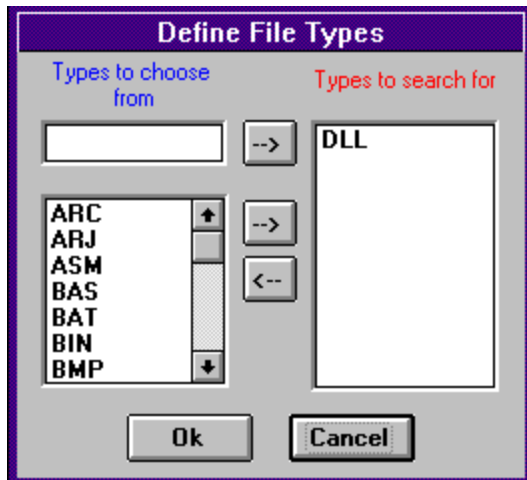 Define File Types
Types to choose
from
Types to search for
-->
DLL
ARC
ARJ
ASM
BAS
BAT
BIN
BMP
-->
<--
Ok
Cancel